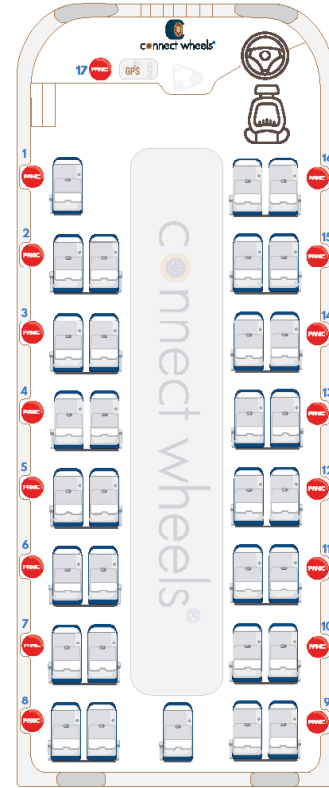 connect wheels®
17 PANIC GPS
1 PANIC
16 PANIC
2 PANIC
15 PANIC
3 PANIC
14 PANIC
4 PANIC
13 PANIC
5 PANIC
12 PANIC
6 PANIC
11 PANIC
7 PANIC
10 PANIC
8 PANIC
9 PANIC
connect wheels®